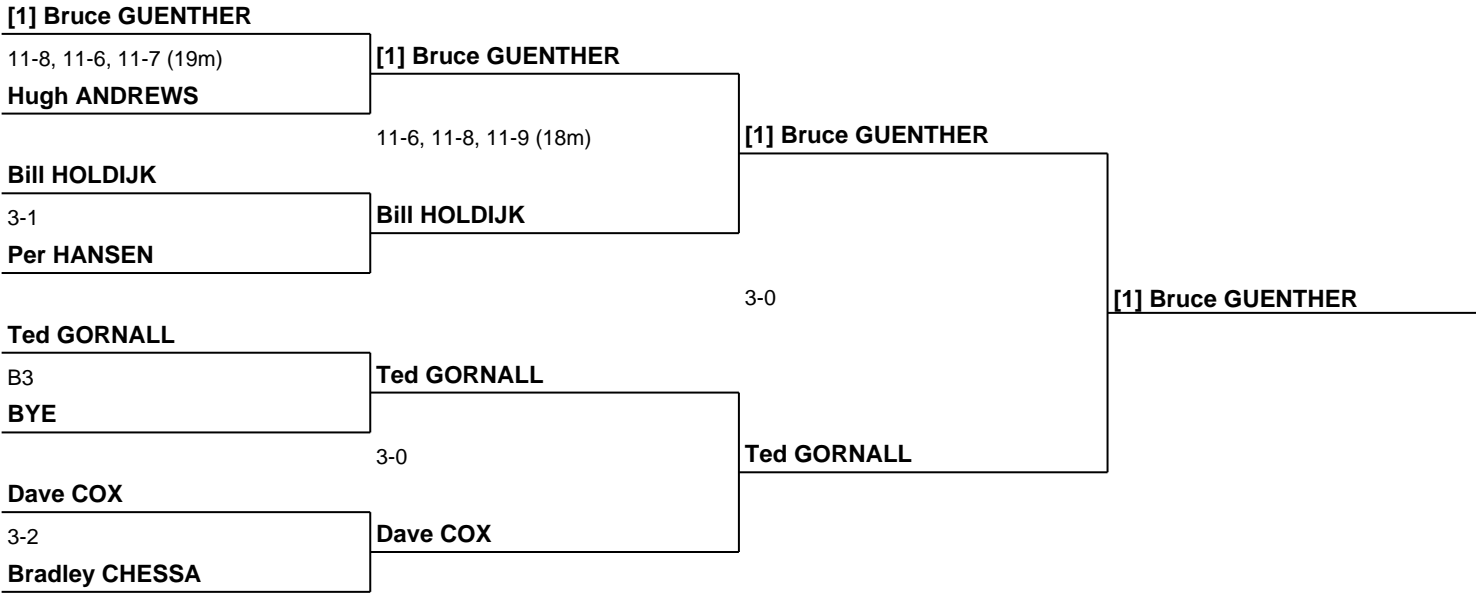 [1] Bruce GUENTHER
11-8, 11-6, 11-7 (19m)
Hugh ANDREWS
Bill HOLDIJK
3-1
Per HANSEN
Ted GORNALL
B3
BYE
Dave COX
3-2
Bradley CHESSA
[1] Bruce GUENTHER
11-6, 11-8, 11-9 (18m)
Bill HOLDIJK
Ted GORNALL
3-0
Dave COX
[1] Bruce GUENTHER
3-0
Ted GORNALL
[1] Bruce GUENTHER